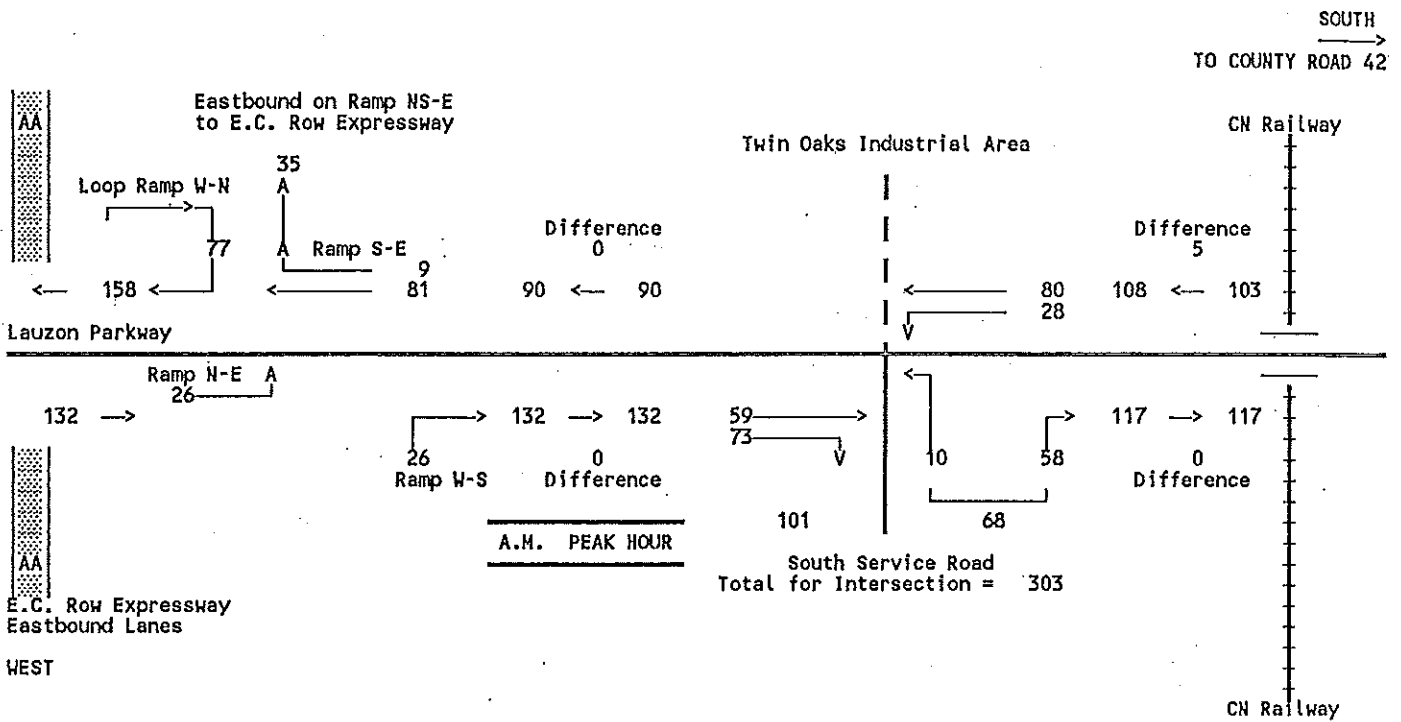 SOUTH
TO COUNTY ROAD 42
Eastbound on Ramp NS-E
to E.C. Row Expressway
CN Railway
AA
Twin Oaks Industrial Area
35
Loop Ramp W-N A
Difference Difference
77 A Ramp S-E 0 5
9
158 81 90 90 80 108 103
28
V
Lauzon Parkway
Ramp N-E A
26
132 132 132 59 117 117
73
V
26 0 10 58 0
Ramp W-S Difference Difference
101 68
A.M. PEAK HOUR
AA
South Service Road
Total for Intersection = 303
E.C. Row Expressway
Eastbound Lanes
WEST
CN Railway